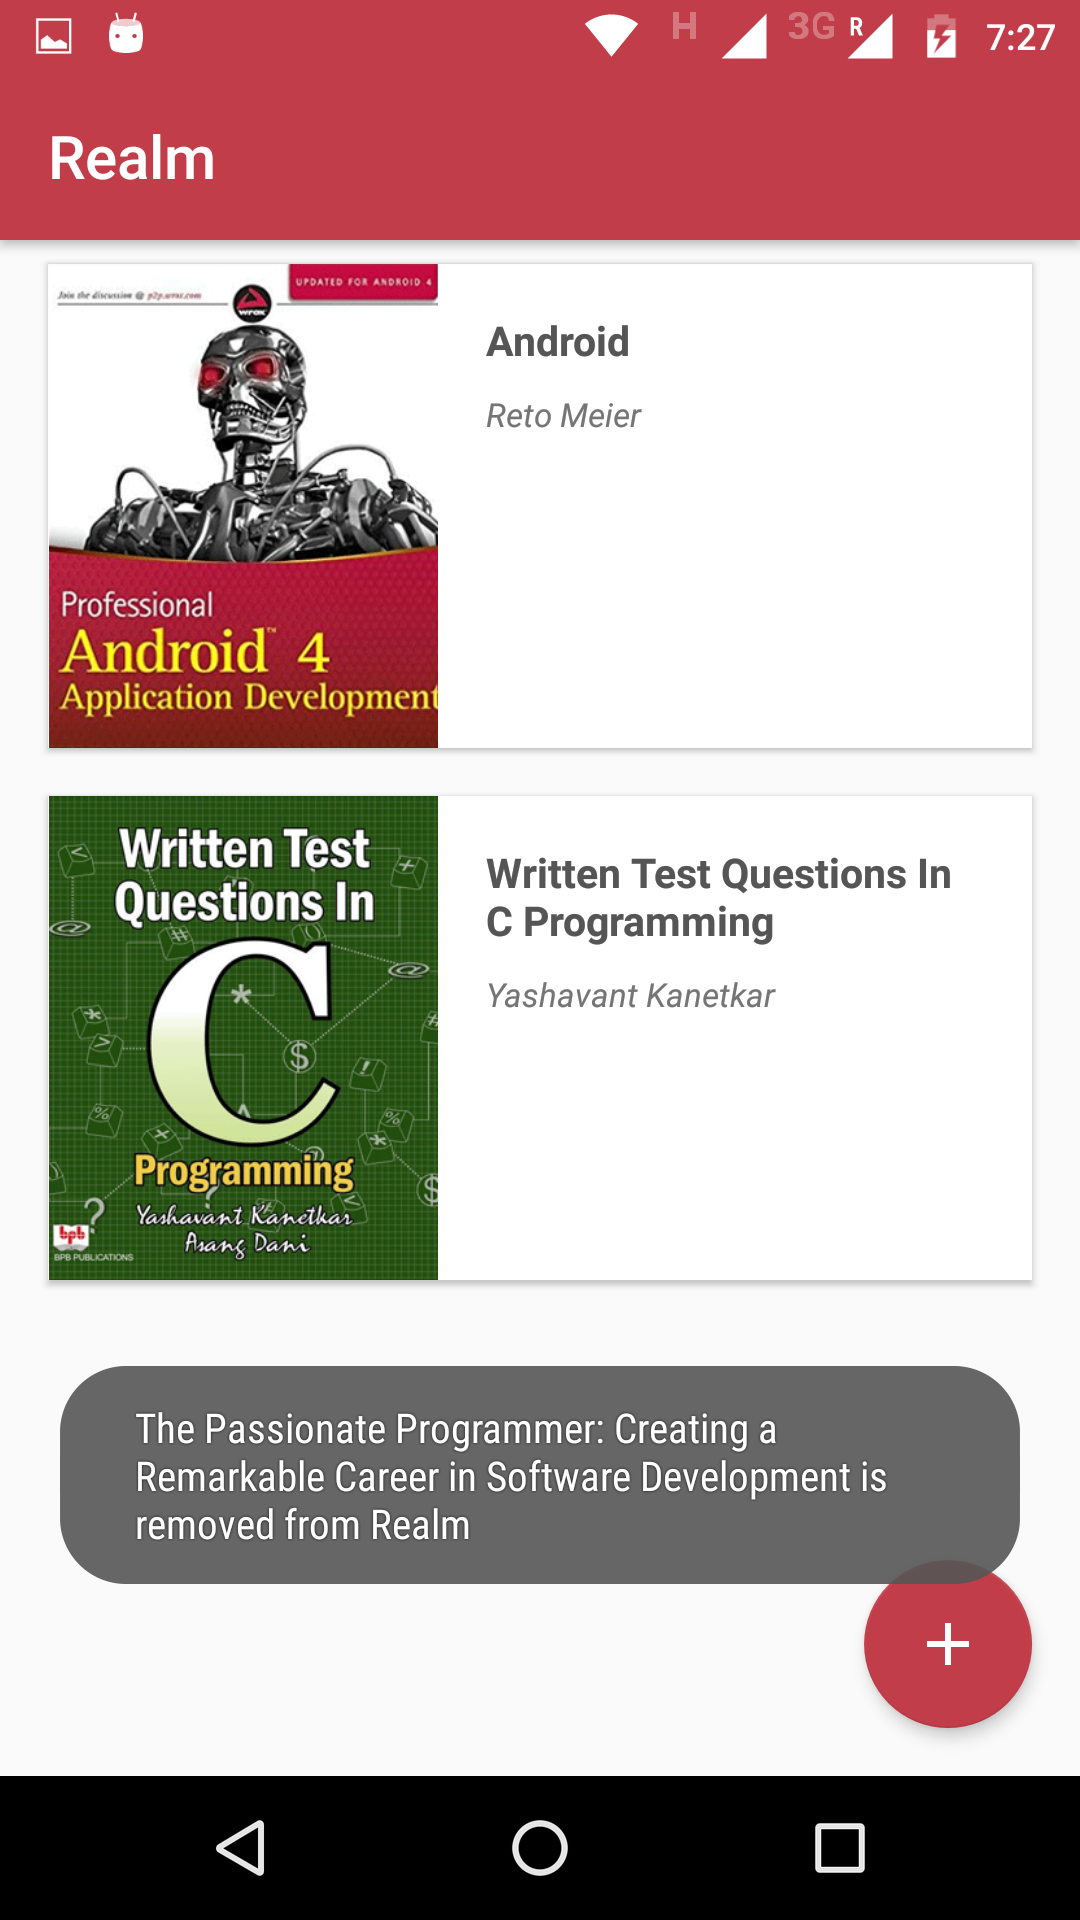 H 3G R 7:27
Realm
Join the discussion @ p2p.wrox.com
UPDATED FOR ANDROID 4
wrox
Professional
Android™ 4
Application Development
Android
Reto Meier
Written Test
Questions In
C
Programming
Yashavant Kanetkar
Asang Dani
bpb
BPB PUBLICATIONS
Written Test Questions In
C Programming
Yashavant Kanetkar
The Passionate Programmer: Creating a
Remarkable Career in Software Development is
removed from Realm